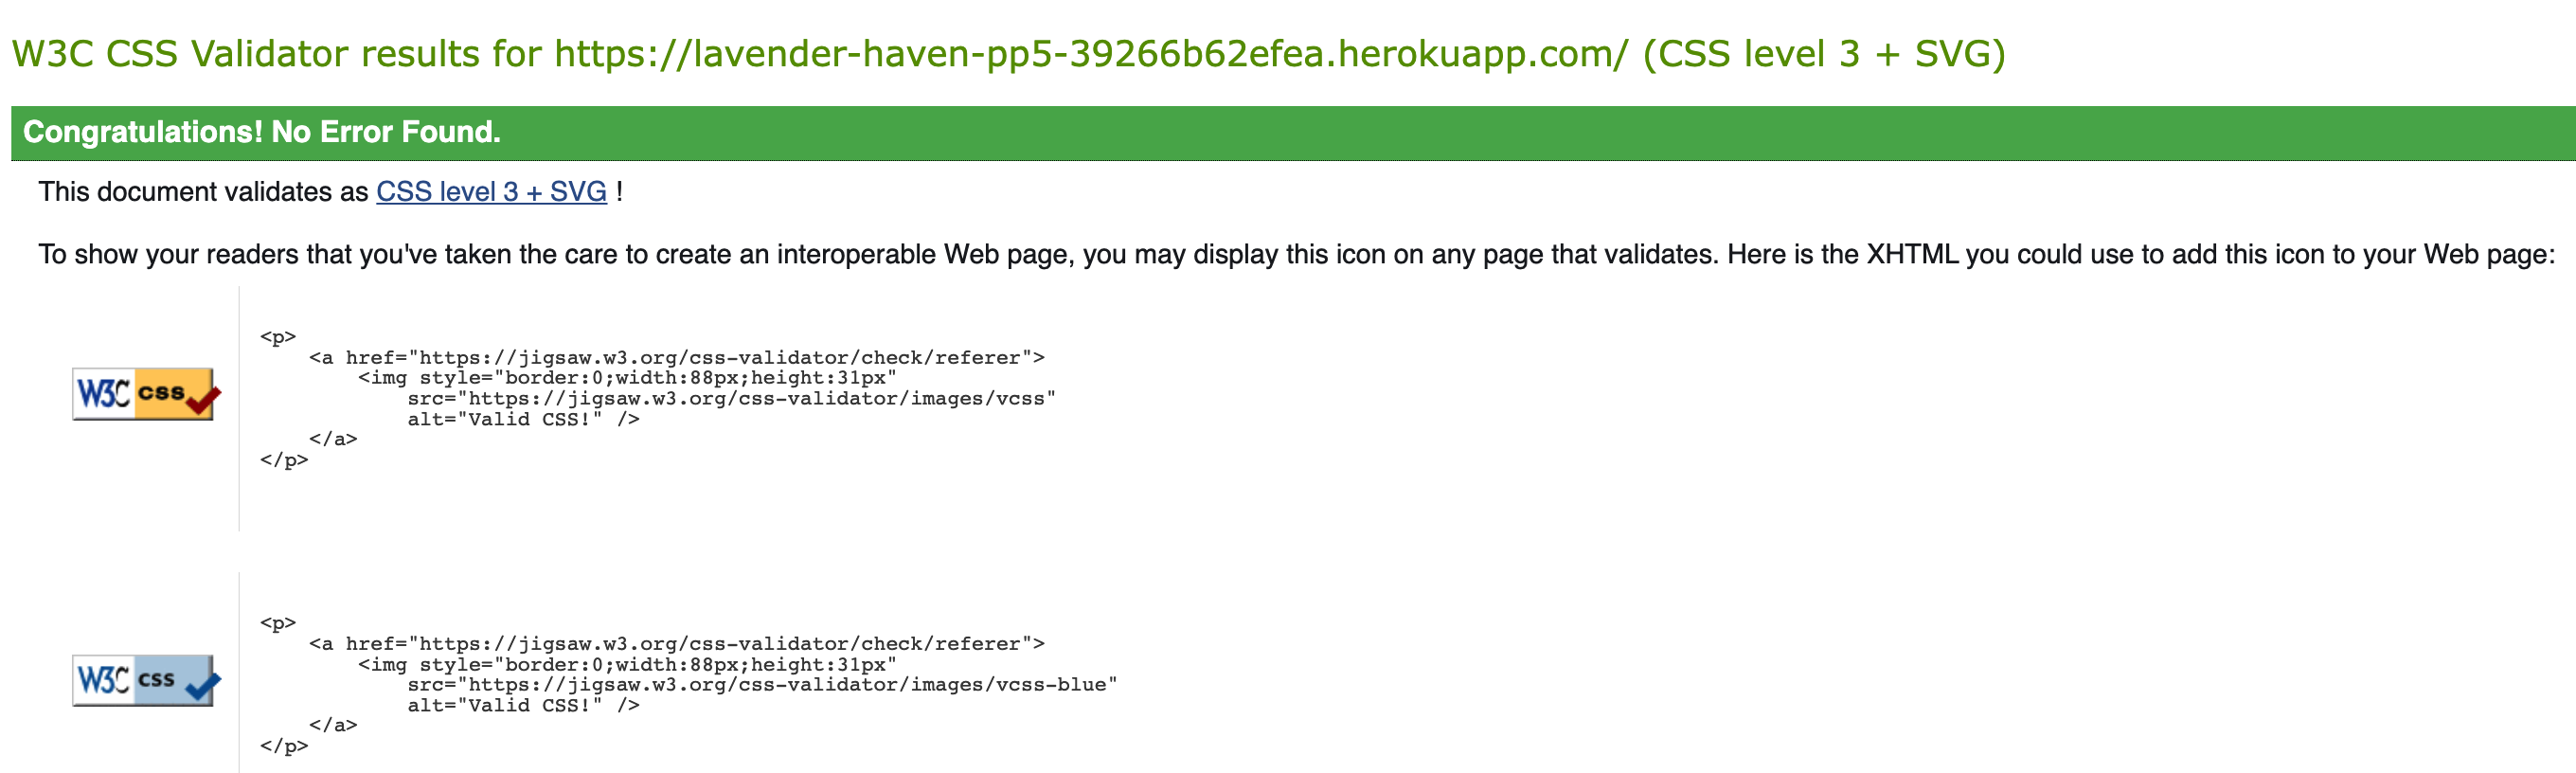 W3C CSS Validator results for https://lavender-haven-pp5-39266b62efea.herokuapp.com/ (CSS level 3 + SVG)
Congratulations! No Error Found.
This document validates as CSS level 3 + SVG !
To show your readers that you've taken the care to create an interoperable Web page, you may display this icon on any page that validates. Here is the XHTML you could use to add this icon to your Web page:
W3C css
<p>
    <a href="https://jigsaw.w3.org/css-validator/check/referer">
        <img style="border:0;width:88px;height:31px"
            src="https://jigsaw.w3.org/css-validator/images/vcss"
            alt="Valid CSS!" />
    </a>
</p>
W3C css
<p>
    <a href="https://jigsaw.w3.org/css-validator/check/referer">
        <img style="border:0;width:88px;height:31px"
            src="https://jigsaw.w3.org/css-validator/images/vcss-blue"
            alt="Valid CSS!" />
    </a>
</p>